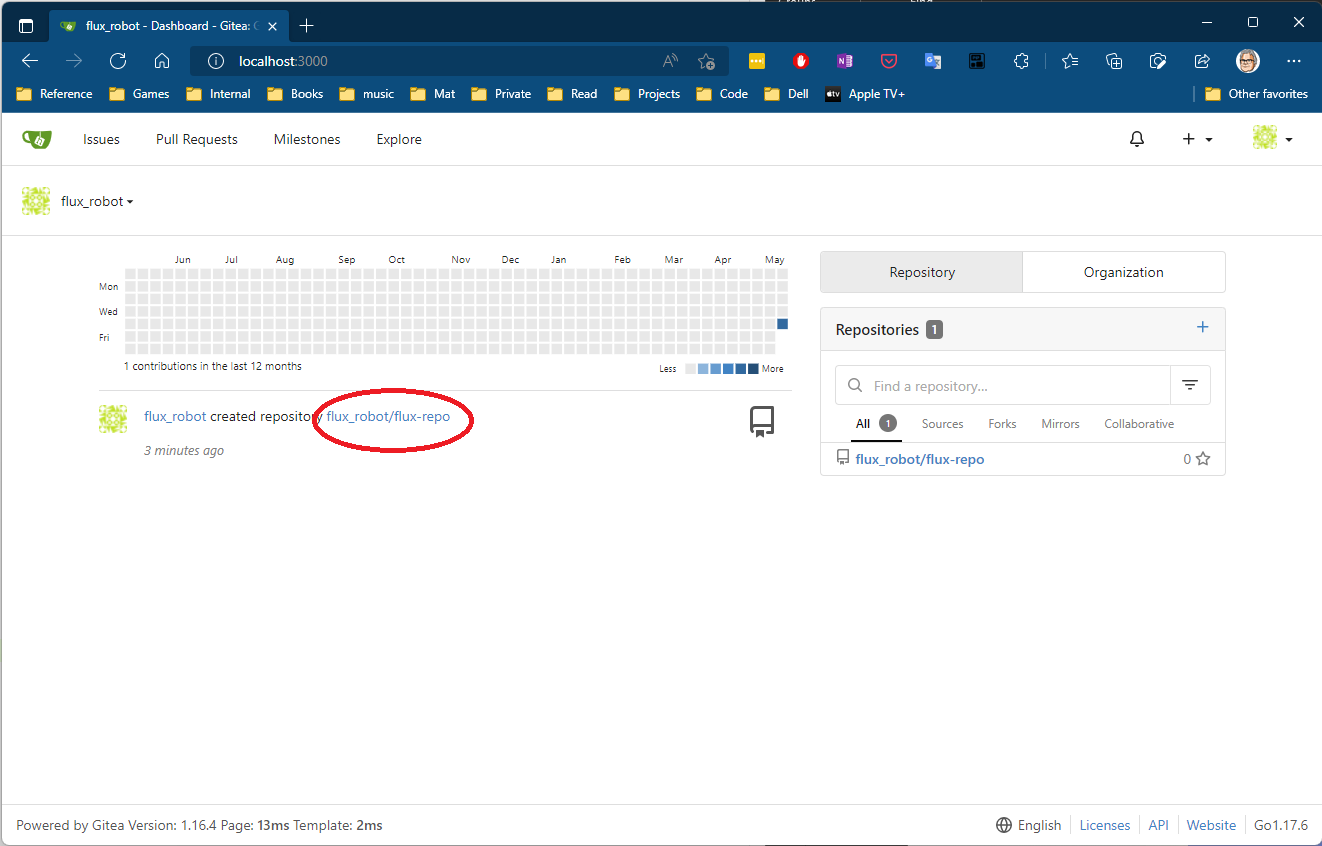 flux_robot - Dashboard - Gitea:
localhost:3000
Reference Games Internal Books music Mat Private Read Projects Code Dell Apple TV+ Other favorites
Issues Pull Requests Milestones Explore
flux_robot
Jun Jul Aug Sep Oct Nov Dec Jan Feb Mar Apr May
Mon
Wed
Fri
1 contributions in the last 12 months
Less More
flux_robot created repository flux_robot/flux-repo
3 minutes ago
Repository Organization
Repositories 1
Find a repository...
All 1 Sources Forks Mirrors Collaborative
flux_robot/flux-repo 0
Powered by Gitea Version: 1.16.4 Page: 13ms Template: 2ms
English Licenses API Website Go1.17.6